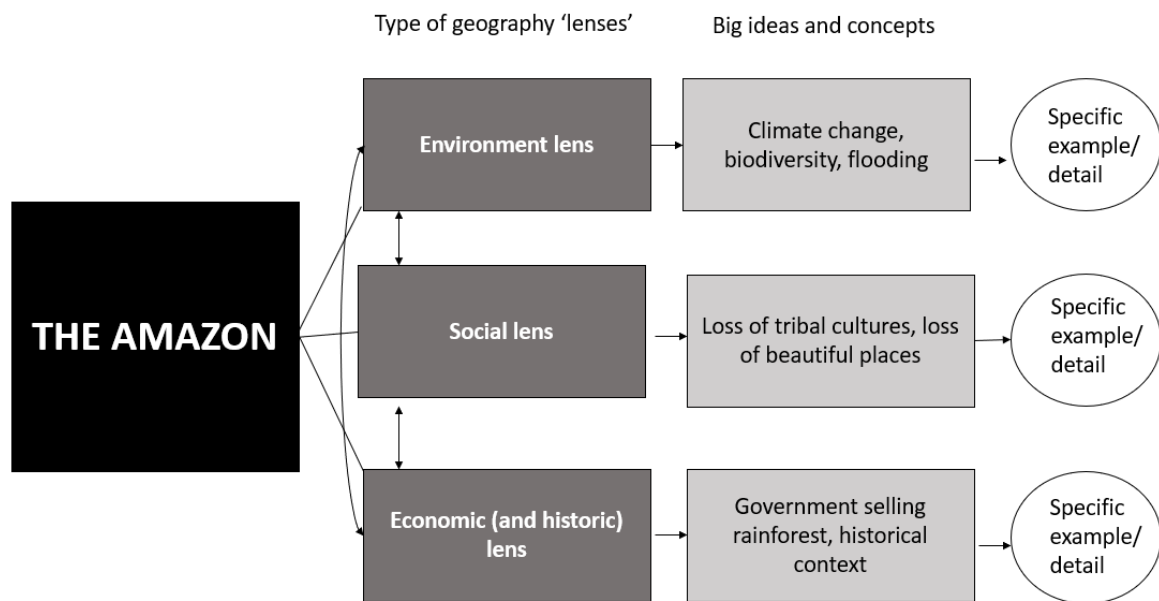 Type of geography ‘lenses’
Big ideas and concepts
THE AMAZON
Environment lens
Climate change,
biodiversity, flooding
Specific
example/
detail
Social lens
Loss of tribal cultures, loss
of beautiful places
Specific
example/
detail
Economic (and historic)
lens
Government selling
rainforest, historical
context
Specific
example/
detail